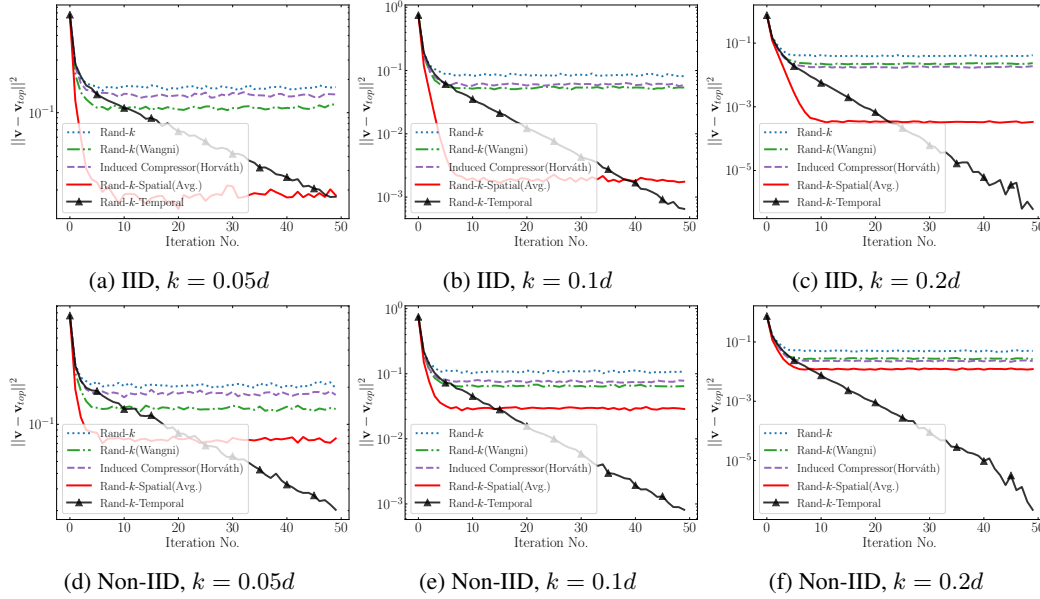 10⁻¹
||v − v_top||²
Rand-k
Rand-k(Wangni)
Induced Compressor(Horváth)
Rand-k-Spatial(Avg.)
Rand-k-Temporal
0 10 20 30 40 50
Iteration No.
(a) IID, k = 0.05d
10⁰
10⁻¹
10⁻²
10⁻³
||v − v_top||²
Rand-k
Rand-k(Wangni)
Induced Compressor(Horváth)
Rand-k-Spatial(Avg.)
Rand-k-Temporal
0 10 20 30 40 50
Iteration No.
(b) IID, k = 0.1d
10⁻¹
10⁻³
10⁻⁵
||v − v_top||²
Rand-k
Rand-k(Wangni)
Induced Compressor(Horváth)
Rand-k-Spatial(Avg.)
Rand-k-Temporal
0 10 20 30 40 50
Iteration No.
(c) IID, k = 0.2d
10⁻¹
||v − v_top||²
Rand-k
Rand-k(Wangni)
Induced Compressor(Horváth)
Rand-k-Spatial(Avg.)
Rand-k-Temporal
0 10 20 30 40 50
Iteration No.
(d) Non-IID, k = 0.05d
10⁰
10⁻¹
10⁻²
10⁻³
||v − v_top||²
Rand-k
Rand-k(Wangni)
Induced Compressor(Horváth)
Rand-k-Spatial(Avg.)
Rand-k-Temporal
0 10 20 30 40 50
Iteration No.
(e) Non-IID, k = 0.1d
10⁻¹
10⁻³
10⁻⁵
||v − v_top||²
Rand-k
Rand-k(Wangni)
Induced Compressor(Horváth)
Rand-k-Spatial(Avg.)
Rand-k-Temporal
0 10 20 30 40 50
Iteration No.
(f) Non-IID, k = 0.2d